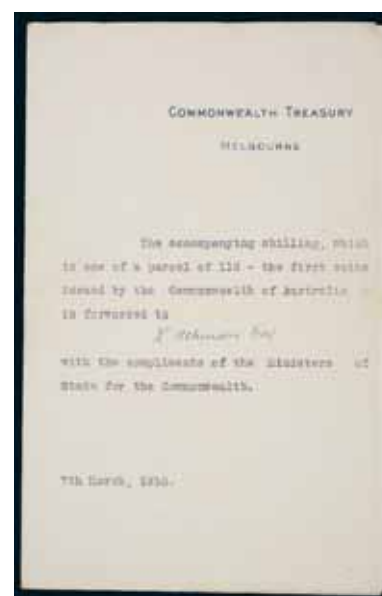 COMMONWEALTH TREASURY
MELBOURNE
The accompanying shilling, which
is one of a parcel of 112 - the first coins
issued by the Commonwealth of Australia -
is forwarded to
Esq
with the compliments of the Ministers of
State for the Commonwealth.
7th March, 1910.